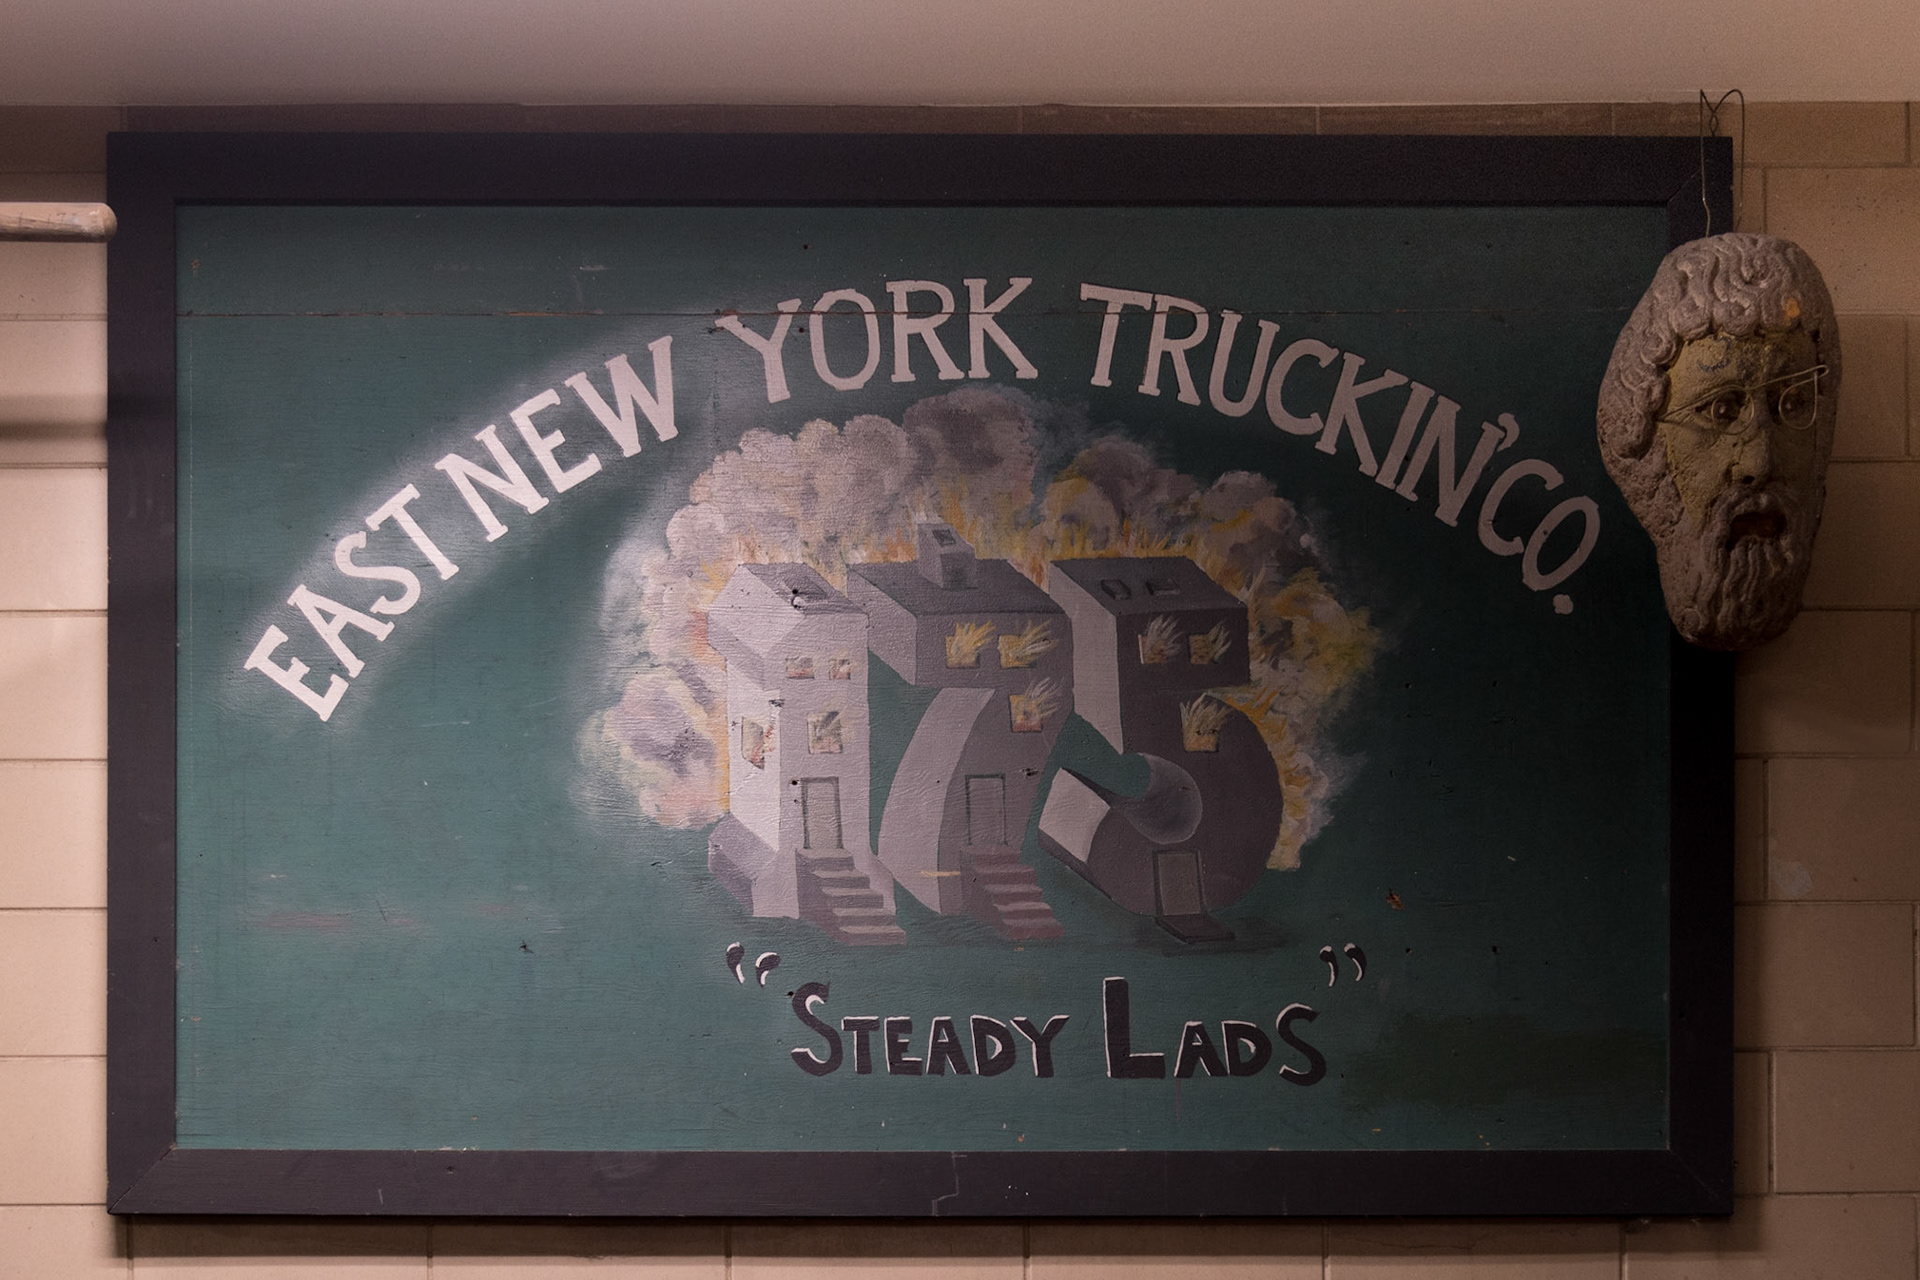 EAST NEW YORK TRUCKIN' CO.
175
"STEADY LADS"